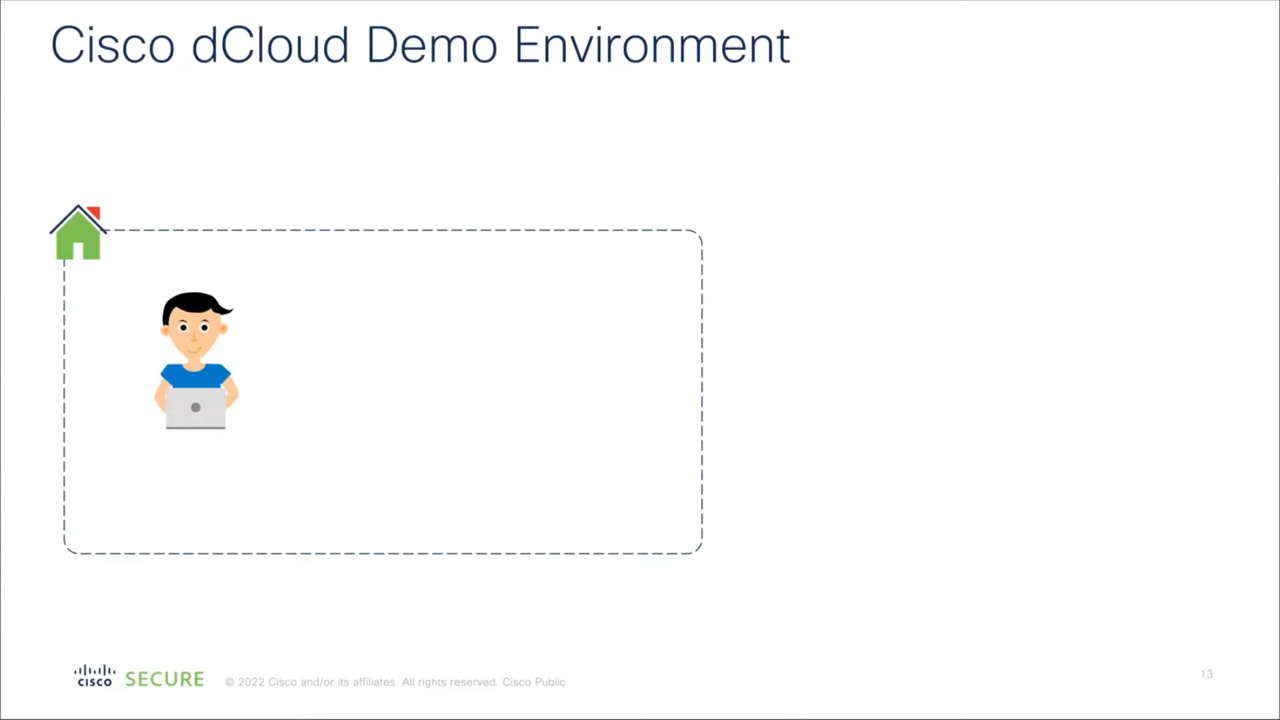 Cisco dCloud Demo Environment
CISCO SECURE © 2022 Cisco and/or its affiliates. All rights reserved. Cisco Public
13